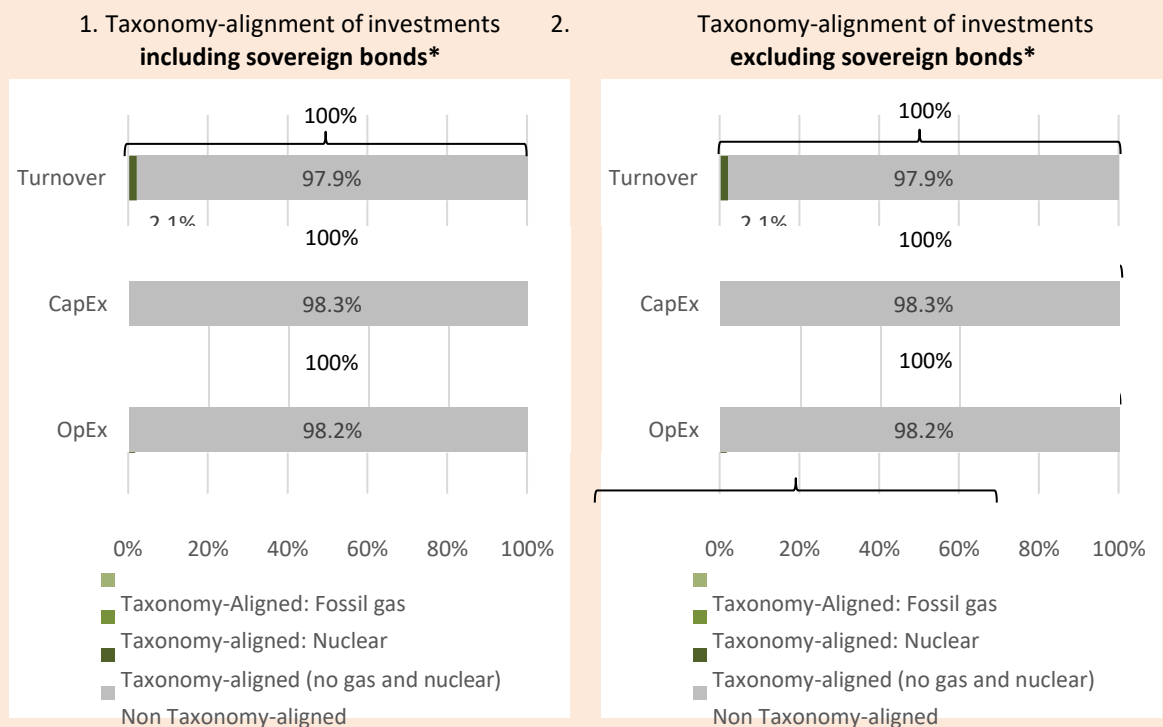 1. Taxonomy-alignment of investments
including sovereign bonds*
100%
Turnover
97.9%
2.1%
100%
CapEx
98.3%
100%
OpEx
98.2%
0% 20% 40% 60% 80% 100%
Taxonomy-Aligned: Fossil gas
Taxonomy-aligned: Nuclear
Taxonomy-aligned (no gas and nuclear)
Non Taxonomy-aligned
2. Taxonomy-alignment of investments
excluding sovereign bonds*
100%
Turnover
97.9%
2.1%
100%
CapEx
98.3%
100%
OpEx
98.2%
0% 20% 40% 60% 80% 100%
Taxonomy-Aligned: Fossil gas
Taxonomy-aligned: Nuclear
Taxonomy-aligned (no gas and nuclear)
Non Taxonomy-aligned